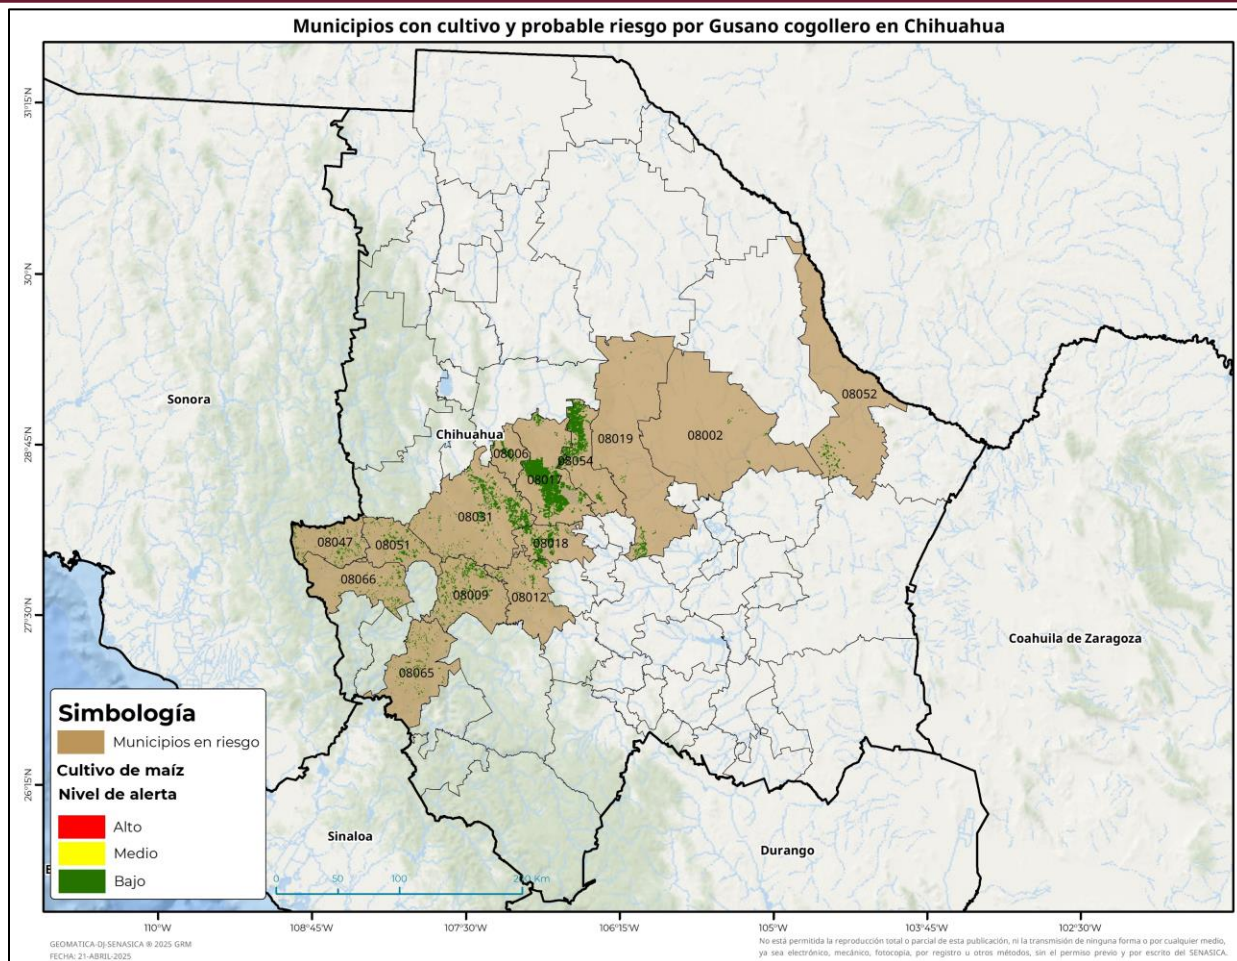 Municipios con cultivo y probable riesgo por Gusano cogollero en Chihuahua
31°15'N
30°N
28°45'N
27°30'N
26°15'N
Sonora
Chihuahua
08052
08002
08019
08006
08054
08017
08031
08018
08047
08051
08066
08009
08012
08065
Coahuila de Zaragoza
Sinaloa
Durango
Simbología
Municipios en riesgo
Cultivo de maíz
Nivel de alerta
Alto
Medio
Bajo
0 50 100 200 Km
110°W 108°45'W 107°30'W 106°15'W 105°W 103°45'W 102°30'W
GEOMATICA-DJ-SENASICA ® 2025 GRM
FECHA: 21-ABRIL-2025
No está permitida la reproducción total o parcial de esta publicación, ni la transmisión de ninguna forma o por cualquier medio,
ya sea electrónico, mecánico, fotocopia, por registro u otros métodos, sin el permiso previo y por escrito del SENASICA.